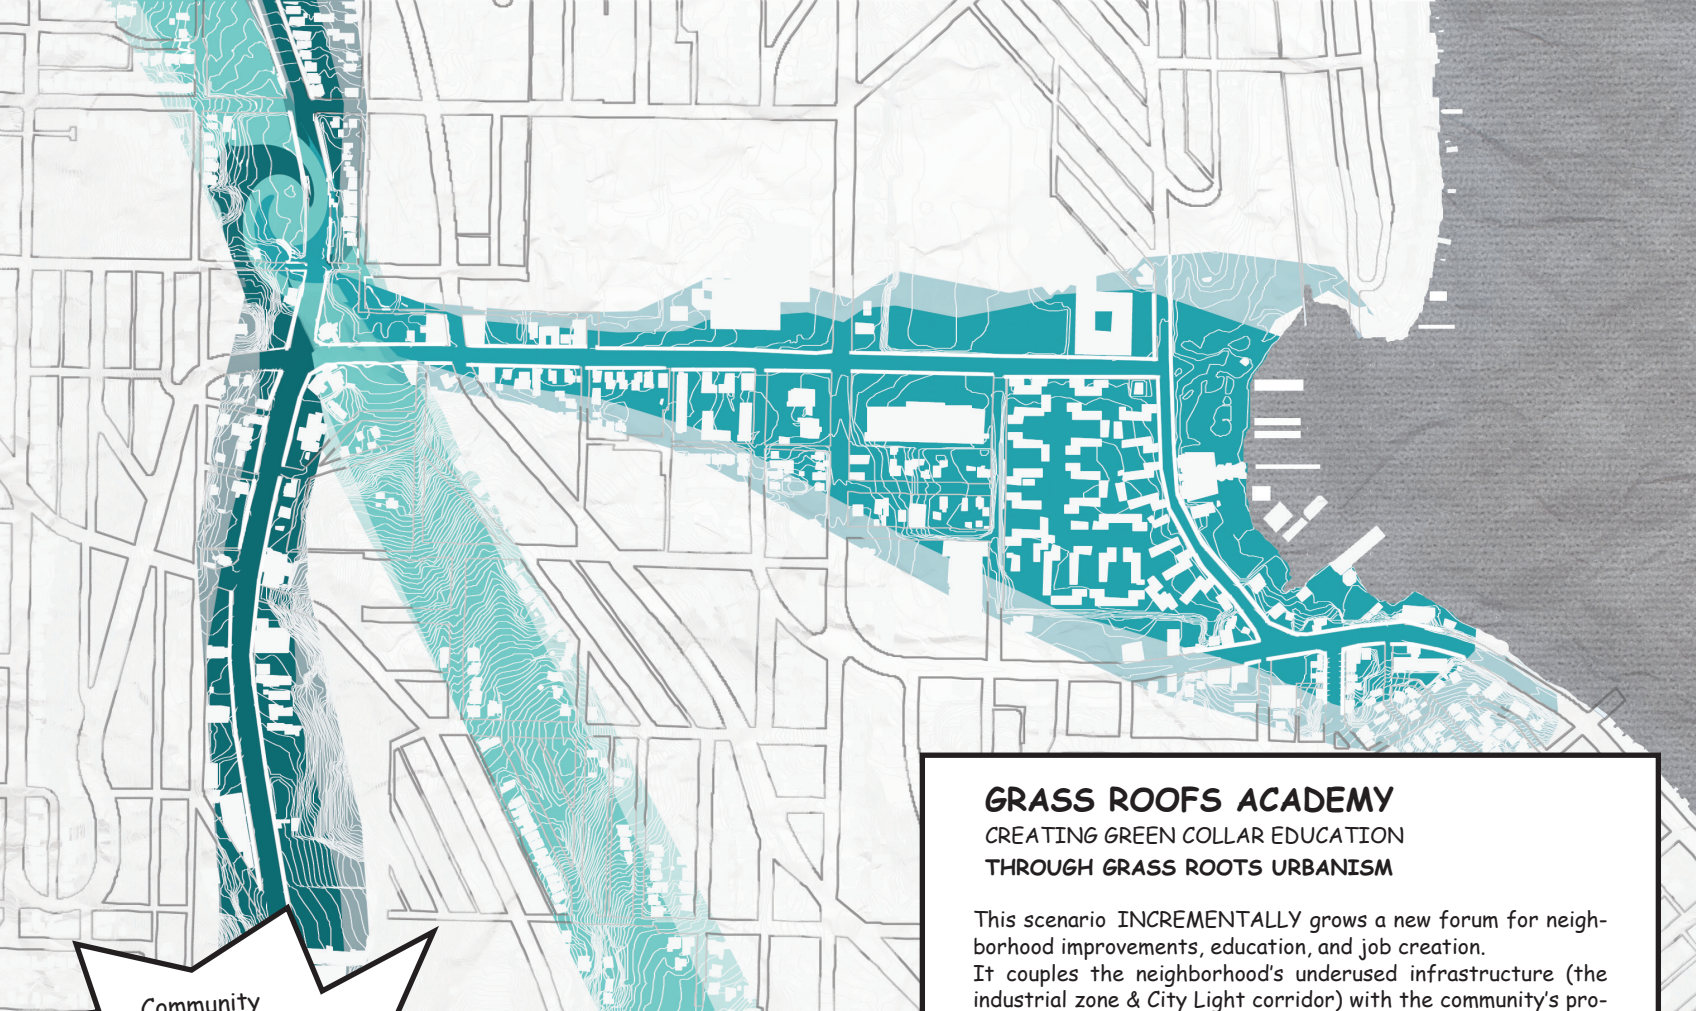 GRASS ROOFS ACADEMY
CREATING GREEN COLLAR EDUCATION
THROUGH GRASS ROOTS URBANISM
This scenario INCREMENTALLY grows a new forum for neigh-
borhood improvements, education, and job creation.
It couples the neighborhood's underused infrastructure (the
industrial zone & City Light corridor) with the community's pro-
Community